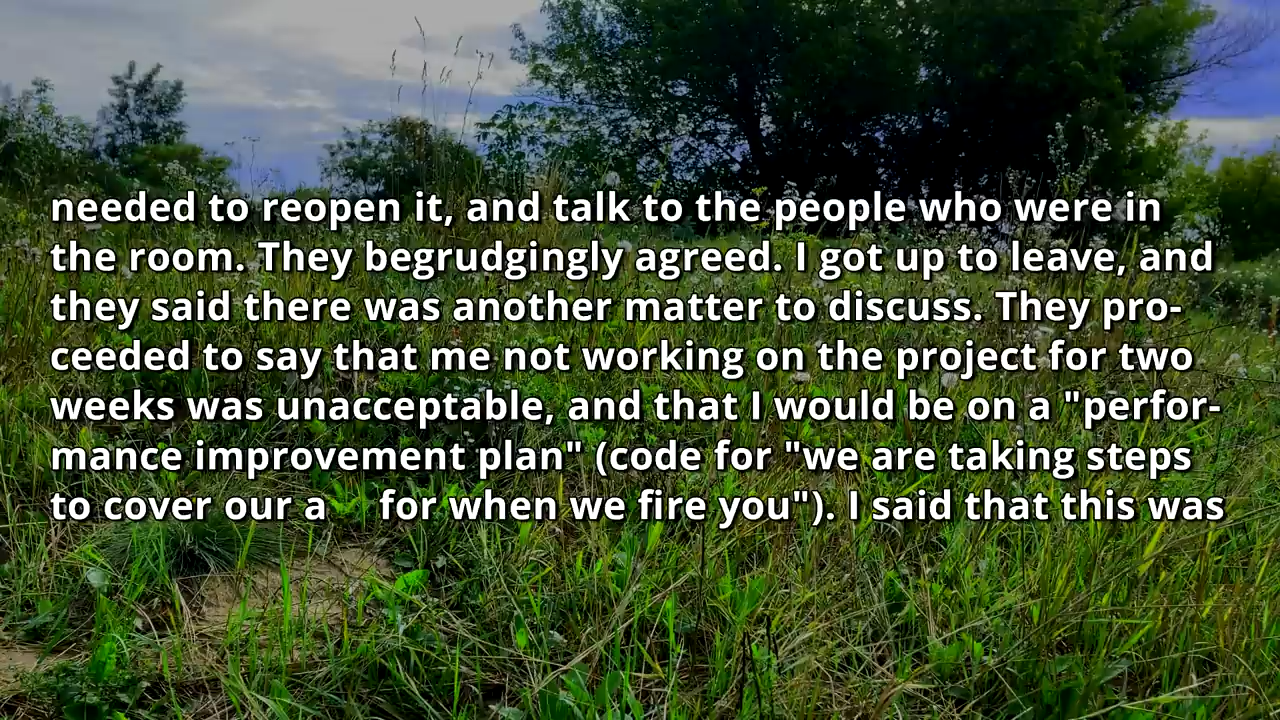 needed to reopen it, and talk to the people who were in
the room. They begrudgingly agreed. I got up to leave, and
they said there was another matter to discuss. They pro-
ceeded to say that me not working on the project for two
weeks was unacceptable, and that I would be on a "perfor-
mance improvement plan" (code for "we are taking steps
to cover our a    for when we fire you"). I said that this was